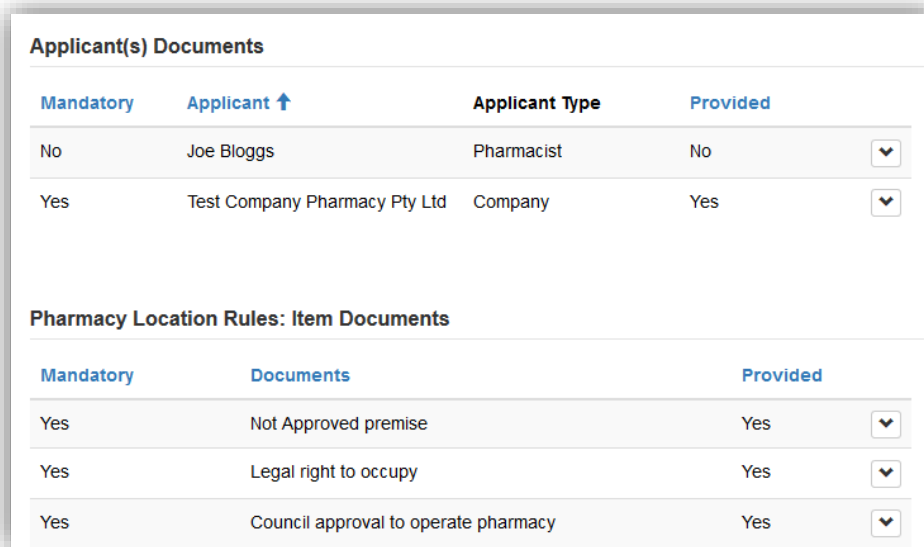 Applicant(s) Documents
Mandatory Applicant Applicant Type Provided
No Joe Bloggs Pharmacist No
Yes Test Company Pharmacy Pty Ltd Company Yes
Pharmacy Location Rules: Item Documents
Mandatory Documents Provided
Yes Not Approved premise Yes
Yes Legal right to occupy Yes
Yes Council approval to operate pharmacy Yes